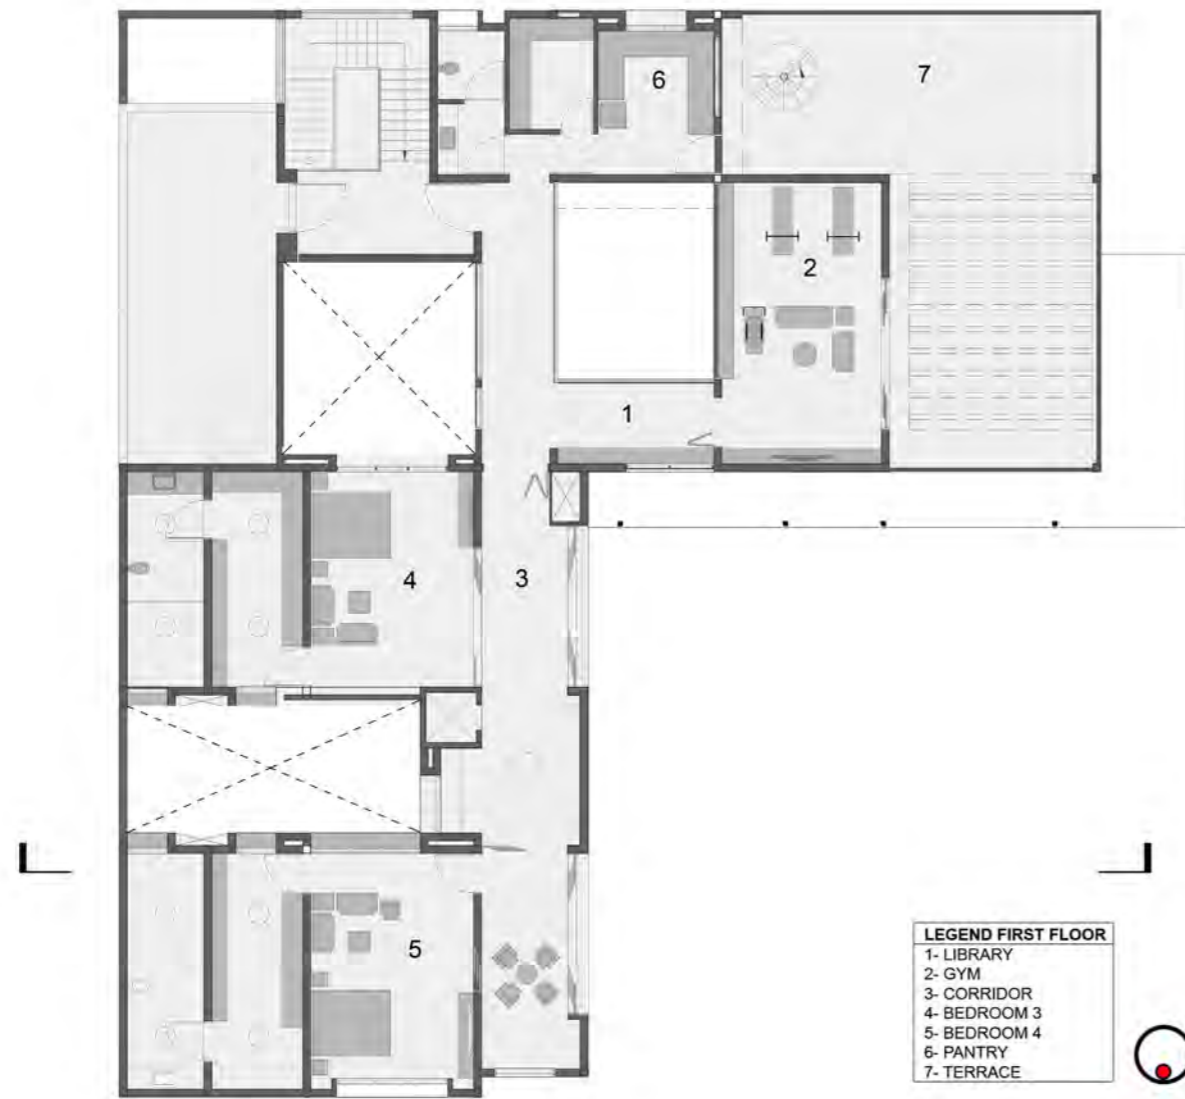 6
7
2
1
4
3
5
LEGEND FIRST FLOOR
1- LIBRARY
2- GYM
3- CORRIDOR
4- BEDROOM 3
5- BEDROOM 4
6- PANTRY
7- TERRACE